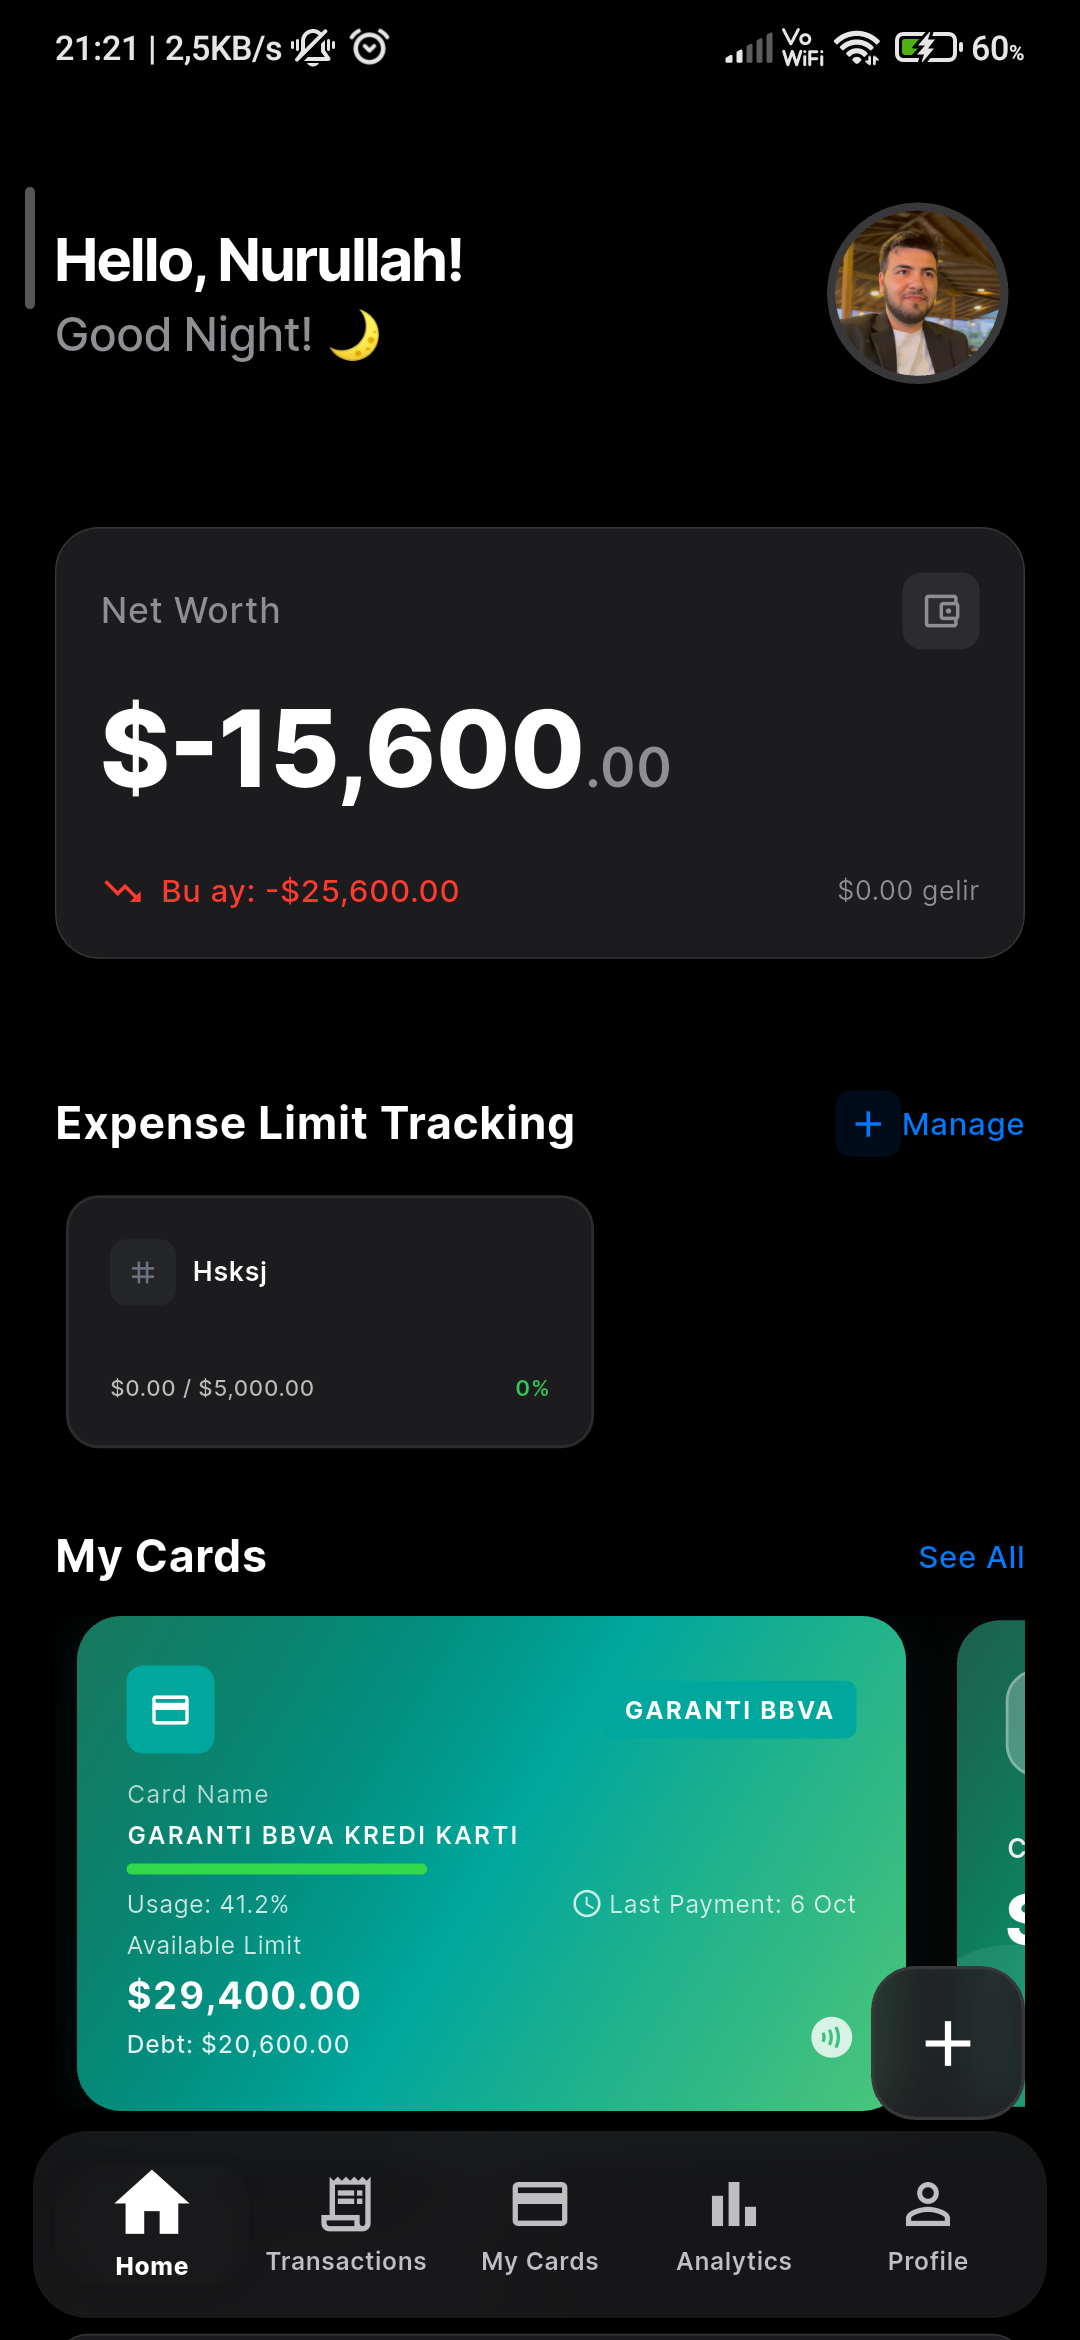 21:21 | 2,5KB/s
Vo
WiFi
60%
Hello, Nurullah!
Good Night! 🌙
Net Worth
$-15,600.00
Bu ay: -$25,600.00
$0.00 gelir
Expense Limit Tracking
Manage
Hsksj
$0.00 / $5,000.00
0%
My Cards
See All
GARANTI BBVA
Card Name
GARANTI BBVA KREDI KARTI
Usage: 41.2%
Last Payment: 6 Oct
Available Limit
$29,400.00
Debt: $20,600.00
Home
Transactions
My Cards
Analytics
Profile